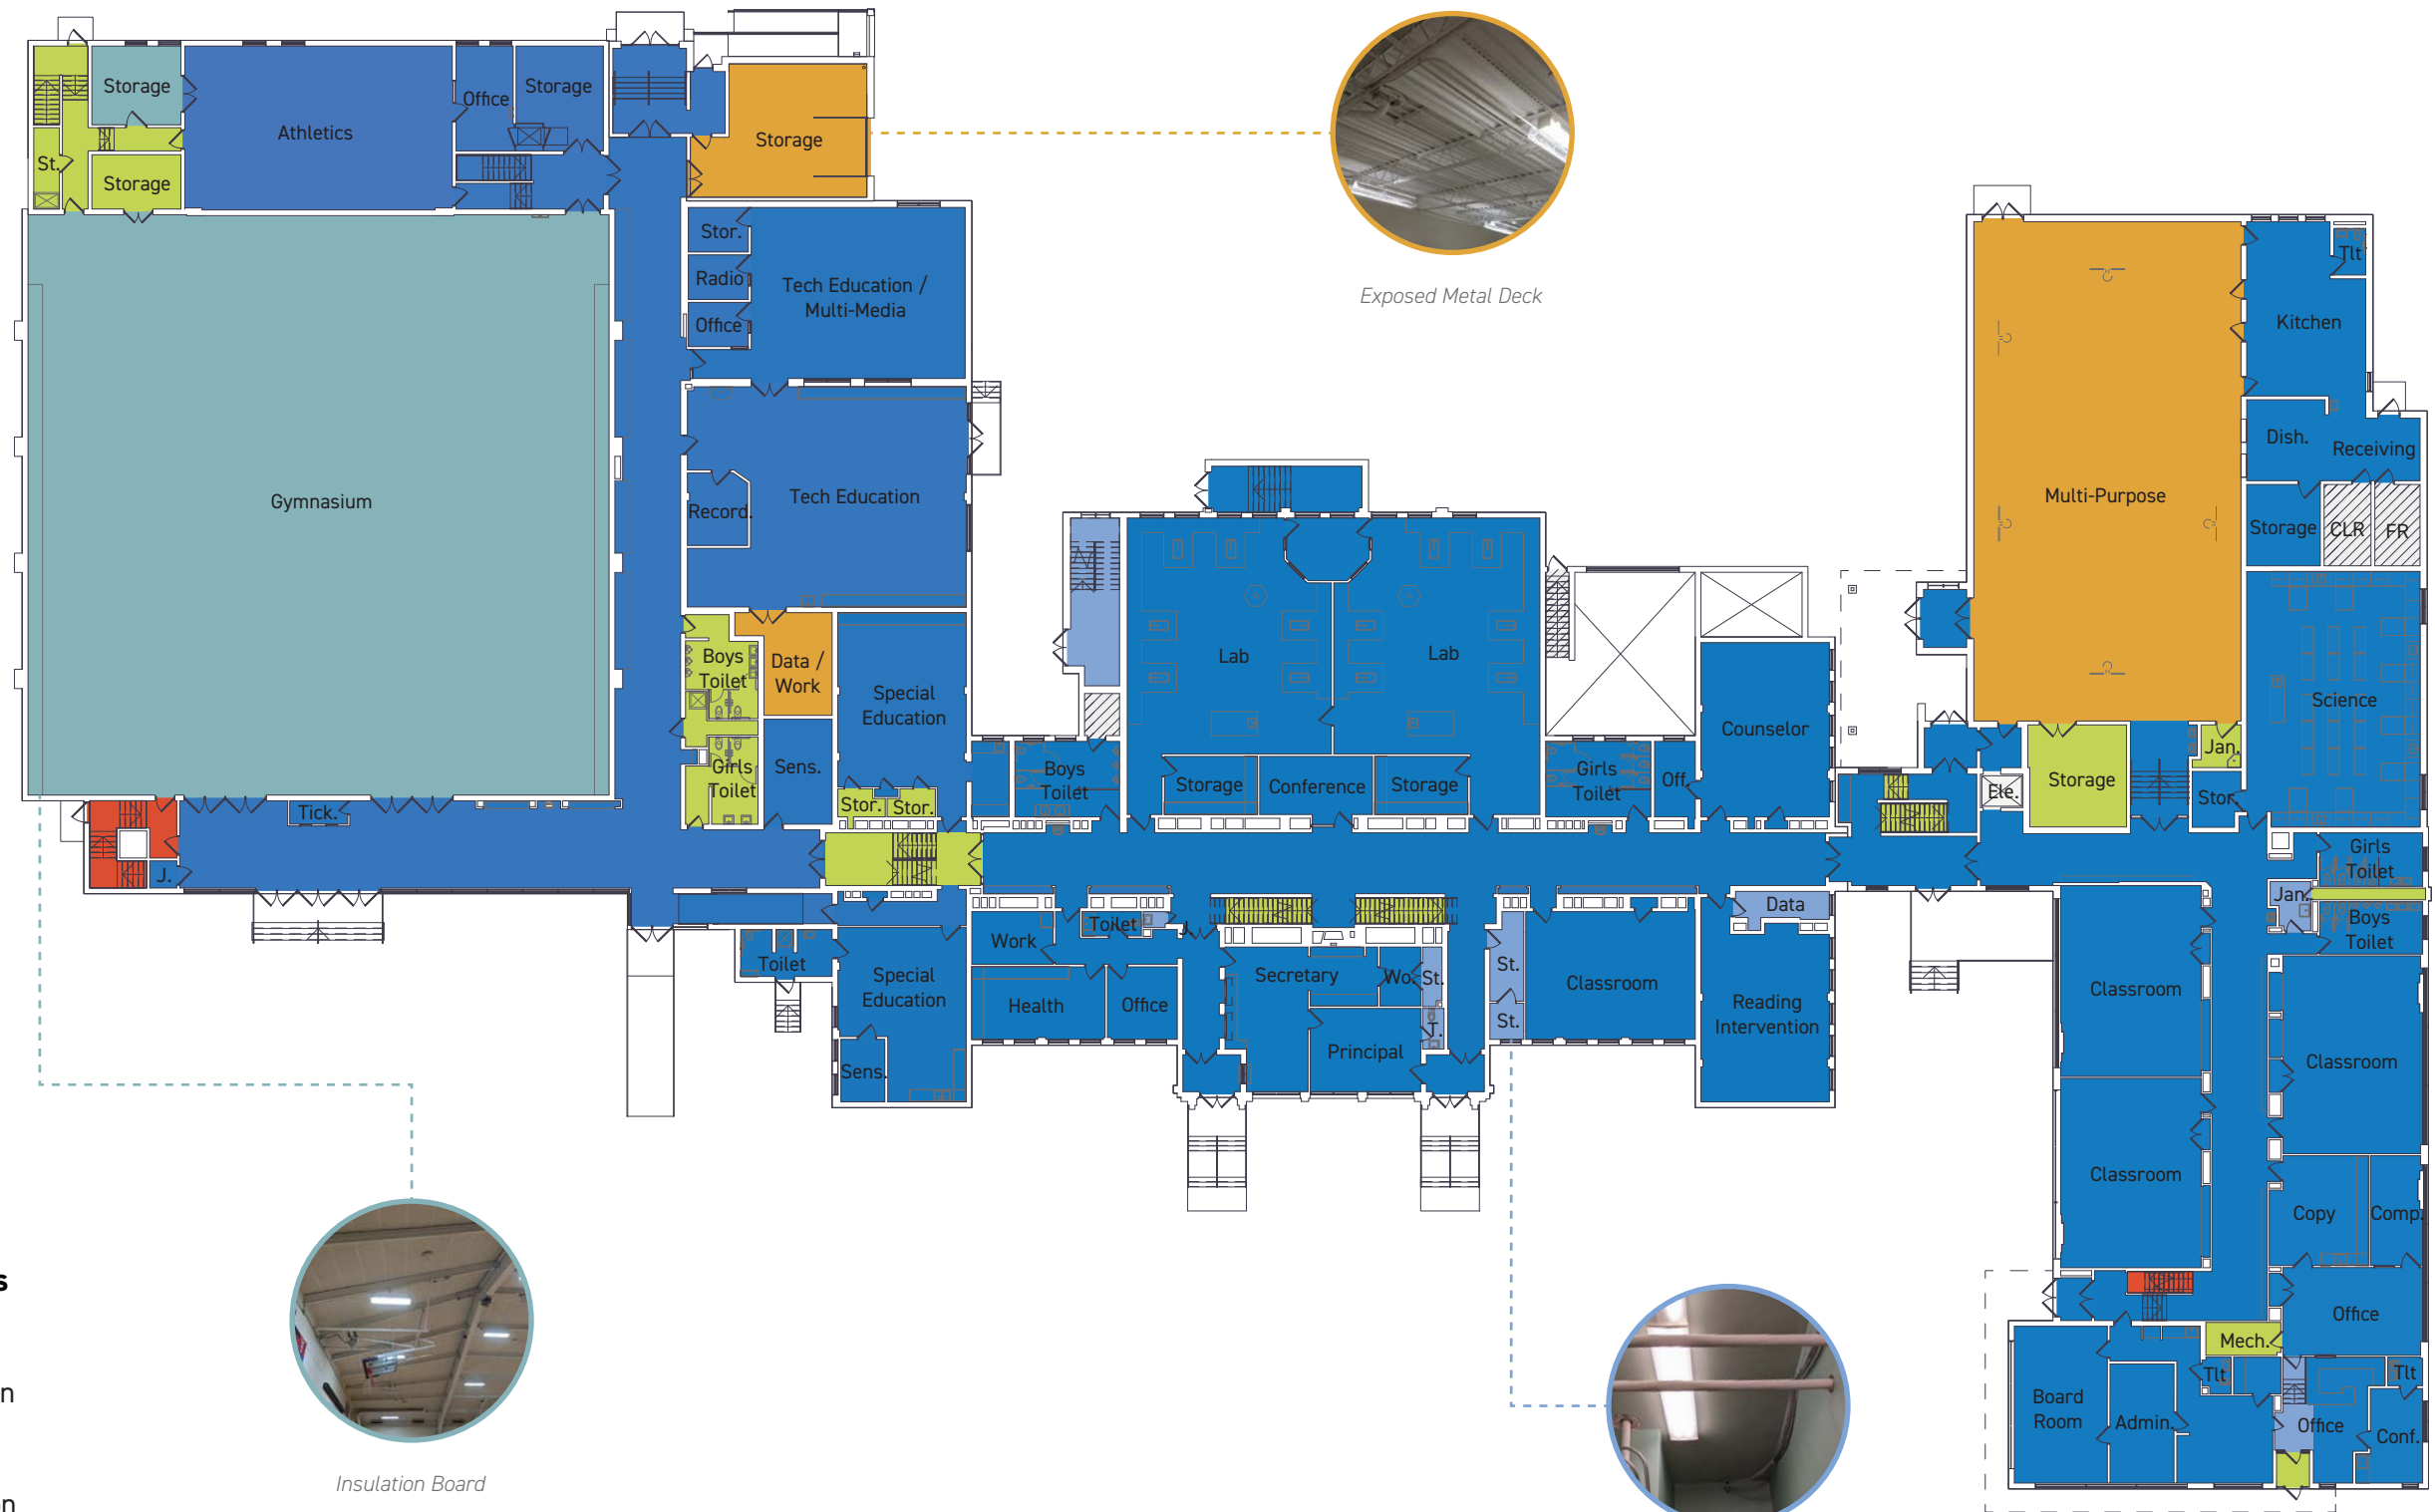 Storage
Athletics
Office
Storage
Storage
St.
Storage
Exposed Metal Deck
Stor.
Radio
Office
Tech Education /
Multi-Media
Tlt
Kitchen
Dish.
Receiving
Gymnasium
Record.
Tech Education
Multi-Purpose
Storage
CLR
FR
Boys
Toilet
Data /
Work
Special
Education
Lab
Lab
Counselor
Science
Girls
Toilet
Sens.
Boys
Toilet
Storage
Conference
Storage
Girls
Toilet
Off.
Ele.
Storage
Jan.
Stor.
Stor.
Stor.
Tick.
J.
Girls
Toilet
Jan.
Boys
Toilet
Toilet
Special
Education
Sens.
Work
Toilet
J.
Health
Office
Secretary
Wo.
St.
T.
Principal
St.
St.
Classroom
Data
Reading
Intervention
Classroom
Classroom
Classroom
Copy
Comp.
Office
Mech.
Tlt
Tlt
Board
Room
Admin.
Office
Conf.
s
n
Insulation Board
n